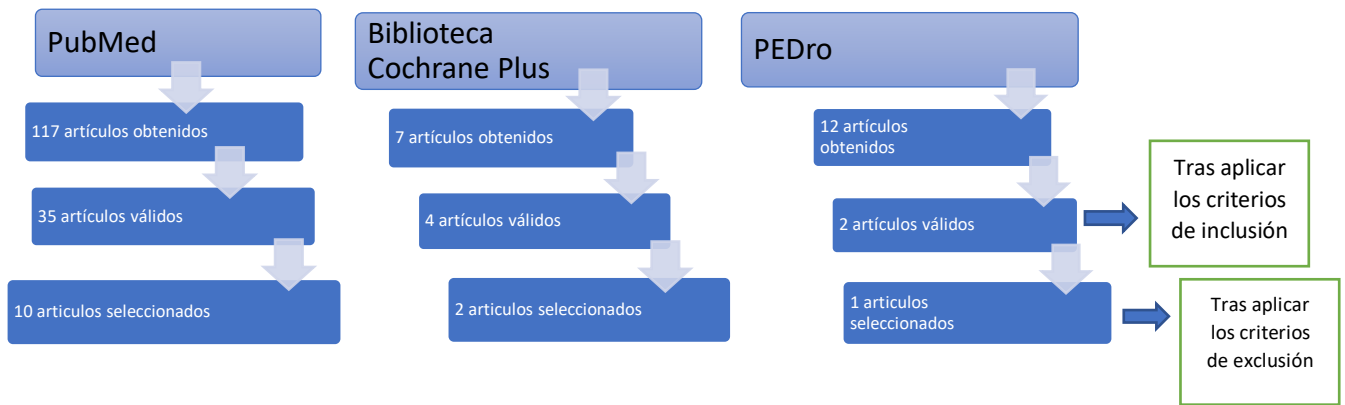 PubMed
117 artículos obtenidos
35 artículos válidos
10 articulos seleccionados
Biblioteca
Cochrane Plus
7 artículos obtenidos
4 artículos válidos
2 articulos seleccionados
PEDro
12 artículos
obtenidos
2 artículos válidos
1 articulos
seleccionados
Tras aplicar
los criterios
de inclusión
Tras aplicar
los criterios
de exclusión